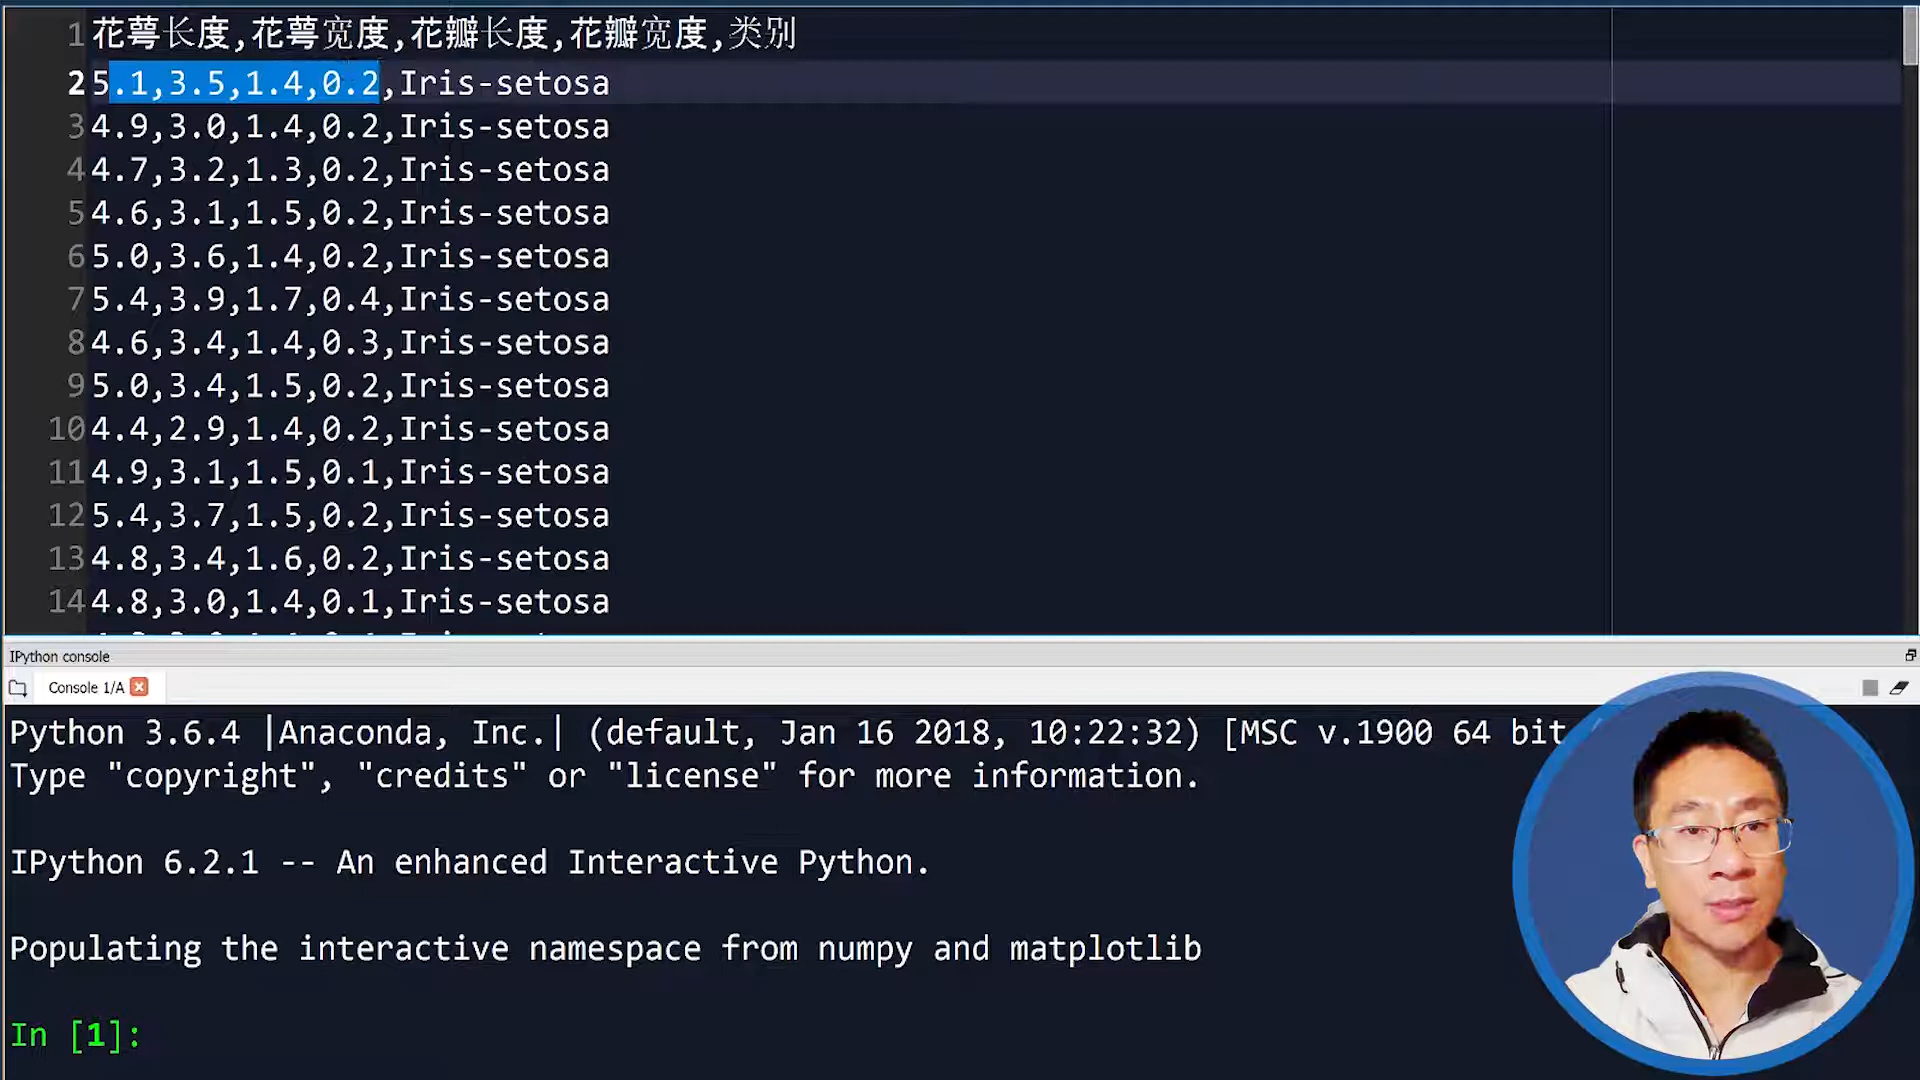 1花萼长度,花萼宽度,花瓣长度,花瓣宽度,类别
2 5.1,3.5,1.4,0.2,Iris-setosa
3 4.9,3.0,1.4,0.2,Iris-setosa
4 4.7,3.2,1.3,0.2,Iris-setosa
5 4.6,3.1,1.5,0.2,Iris-setosa
6 5.0,3.6,1.4,0.2,Iris-setosa
7 5.4,3.9,1.7,0.4,Iris-setosa
8 4.6,3.4,1.4,0.3,Iris-setosa
9 5.0,3.4,1.5,0.2,Iris-setosa
10 4.4,2.9,1.4,0.2,Iris-setosa
11 4.9,3.1,1.5,0.1,Iris-setosa
12 5.4,3.7,1.5,0.2,Iris-setosa
13 4.8,3.4,1.6,0.2,Iris-setosa
14 4.8,3.0,1.4,0.1,Iris-setosa
IPython console
Console 1/A
Python 3.6.4 |Anaconda, Inc.| (default, Jan 16 2018, 10:22:32) [MSC v.1900 64 bit
Type "copyright", "credits" or "license" for more information.
IPython 6.2.1 -- An enhanced Interactive Python.
Populating the interactive namespace from numpy and matplotlib
In [1]: